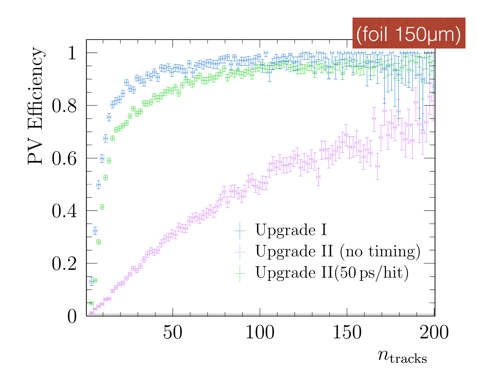 (foil 150μm)
PV Efficiency
1
0.8
0.6
0.4
0.2
0
Upgrade I
Upgrade II (no timing)
Upgrade II(50 ps/hit)
50
100
150
200
n_tracks